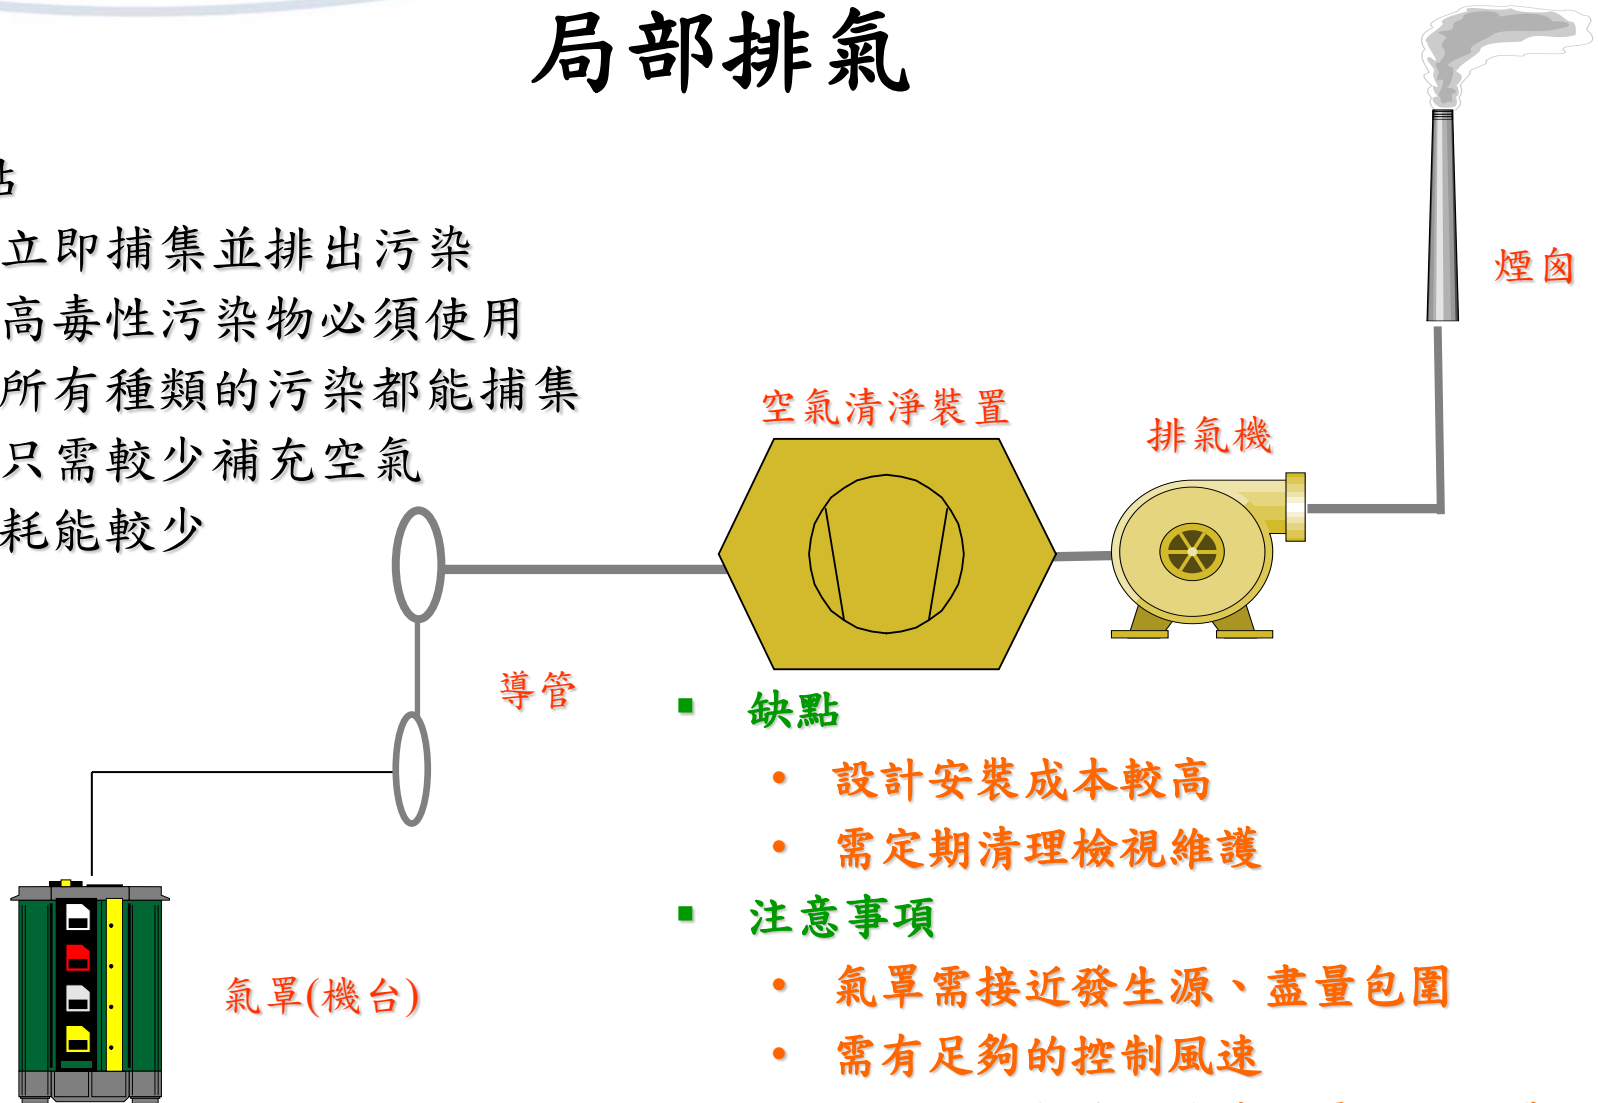 局部排氣
點
立即捕集並排出污染
高毒性污染物必須使用
所有種類的污染都能捕集
只需較少補充空氣
耗能較少
煙囪
空氣清淨裝置
排氣機
導管
氣罩(機台)
▪ 缺點
• 設計安裝成本較高
• 需定期清理檢視維護
▪ 注意事項
• 氣罩需接近發生源、盡量包圍
• 需有足夠的控制風速